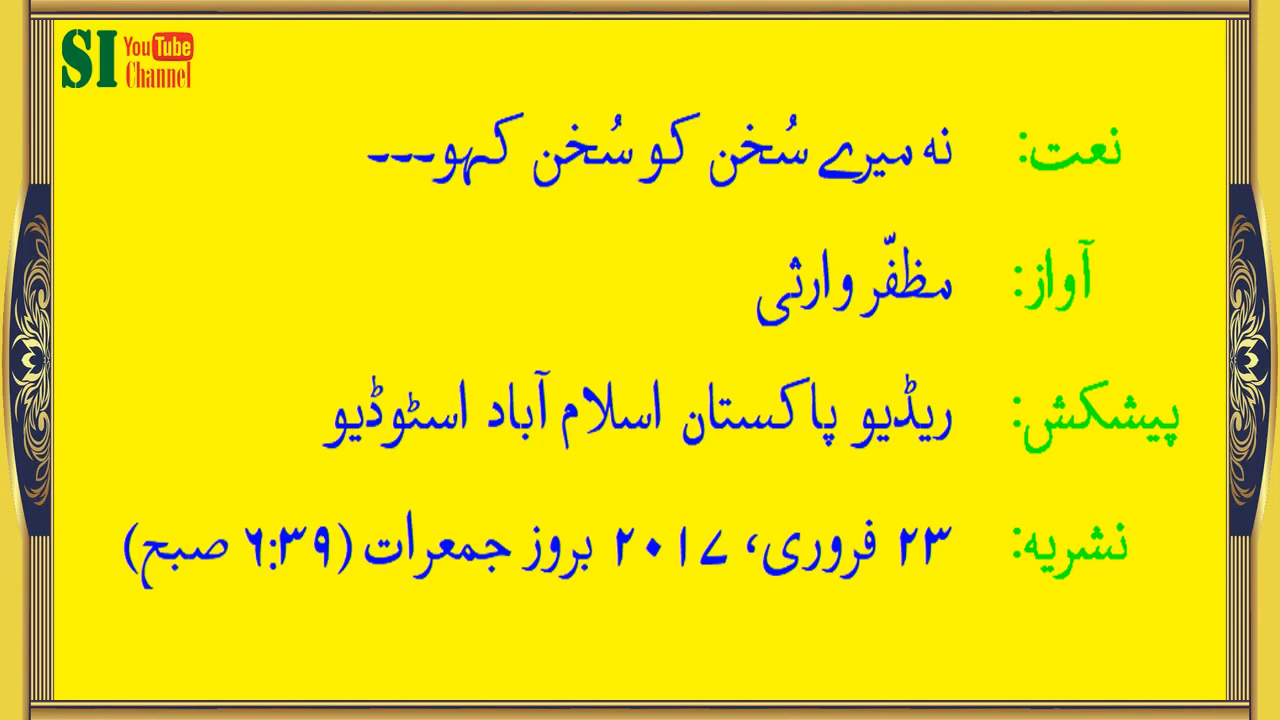 SI YouTube Channel
نعت: نہ میرے سُخن کو سُخن کہو۔۔۔
آواز: مظفّر وارثی
پیشکش: ریڈیو پاکستان اسلام آباد اسٹوڈیو
نشریہ: ۲۳ فروری، ۲۰۱۷ بروز جمعرات (۶:۳۹ صبح)